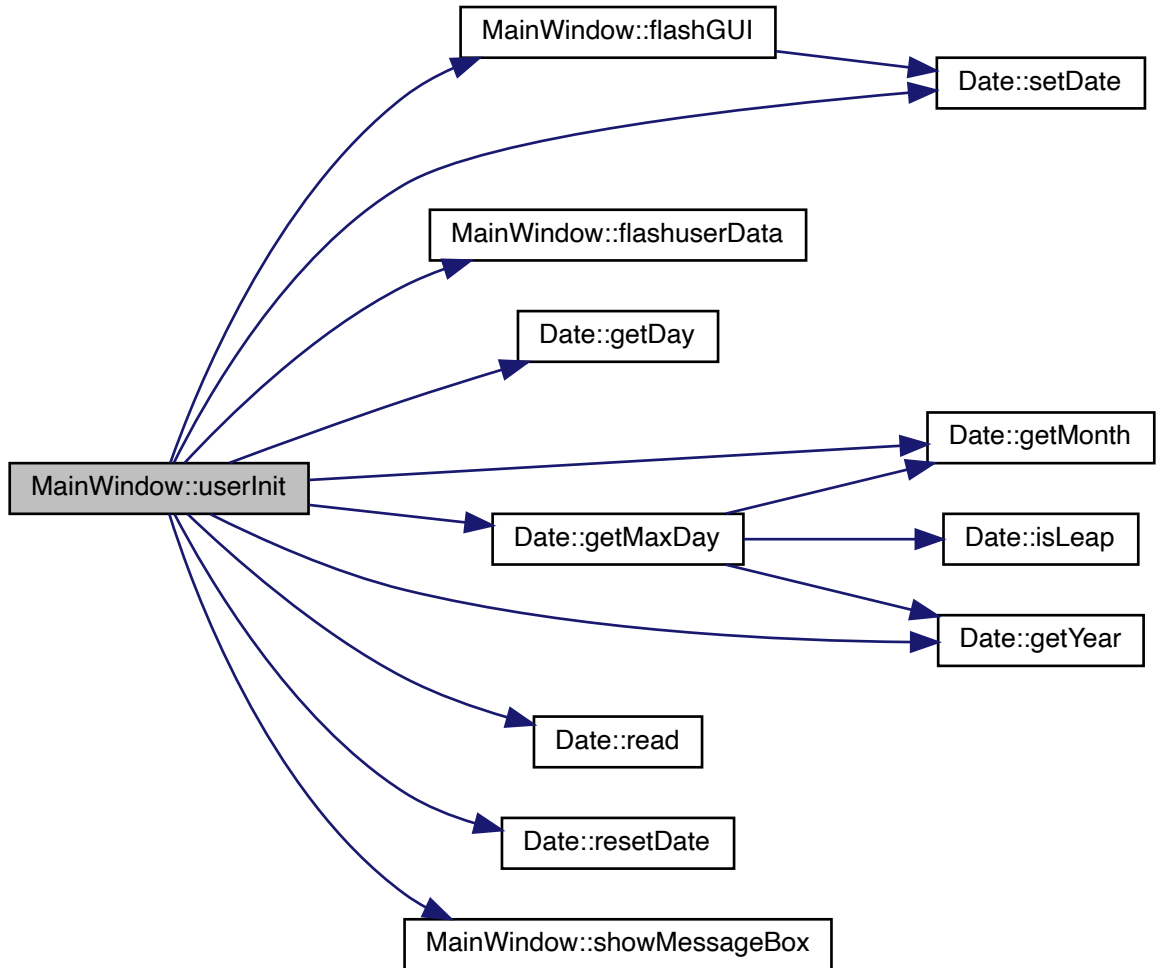 MainWindow::flashGUI
Date::setDate
MainWindow::flashuserData
Date::getDay
Date::getMonth
MainWindow::userInit
Date::getMaxDay
Date::isLeap
Date::getYear
Date::read
Date::resetDate
MainWindow::showMessageBox